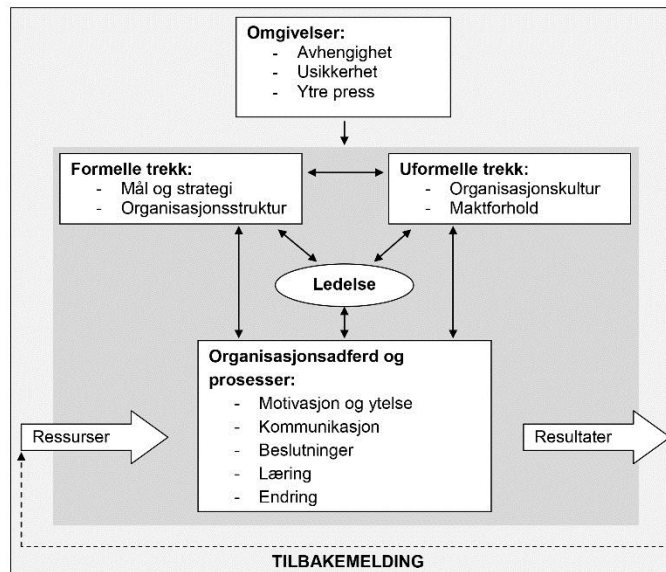 Omgivelser:
- Avhengighet
- Usikkerhet
- Ytre press
Formelle trekk:
- Mål og strategi
- Organisasjonsstruktur
Uformelle trekk:
- Organisasjonskultur
- Maktforhold
Ledelse
Organisasjonsadferd og
prosesser:
- Motivasjon og ytelse
- Kommunikasjon
- Beslutninger
- Læring
- Endring
Ressurser
Resultater
TILBAKEMELDING